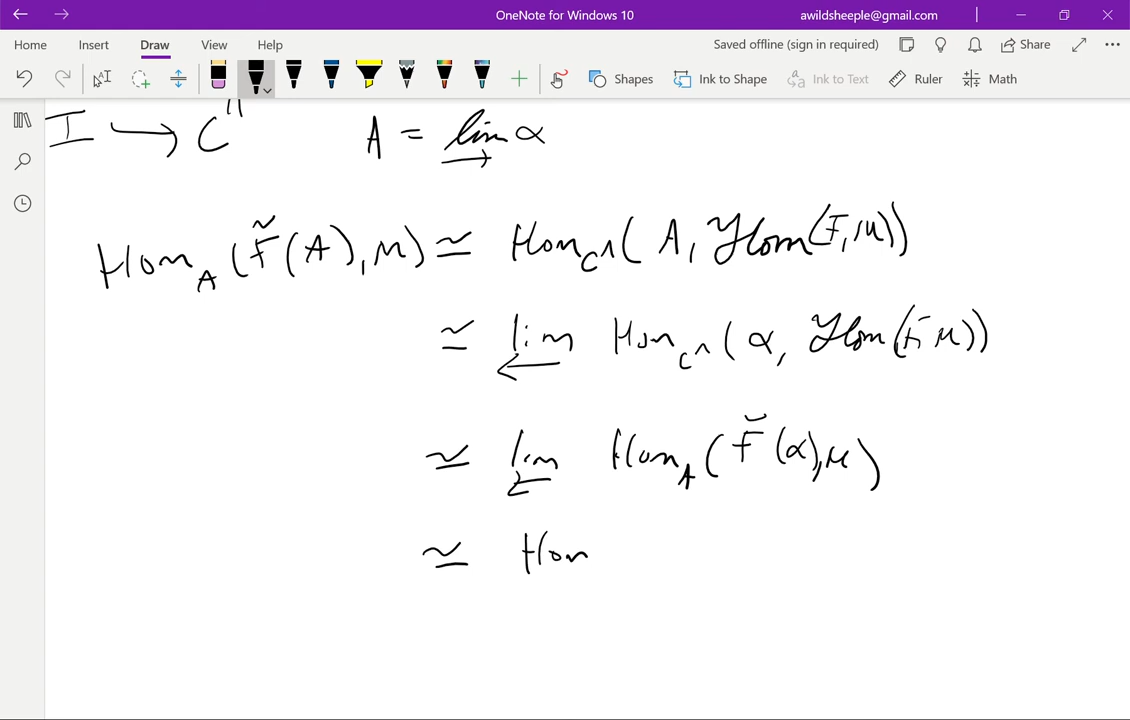 OneNote for Windows 10
awildsheeple@gmail.com
Home Insert Draw View Help
Saved offline (sign in required)
Share
Shapes Ink to Shape Ink to Text Ruler Math
I → C^∧ A = lim→ α
Hom_A (F̃(A), M) ≃ Hom_C^∧ ( A, Hom(F, M))
≃ lim← Hom_C^∧ ( α, Hom(F, M))
≃ lim← Hom_A ( F̃ (α), M )
≃ Hom